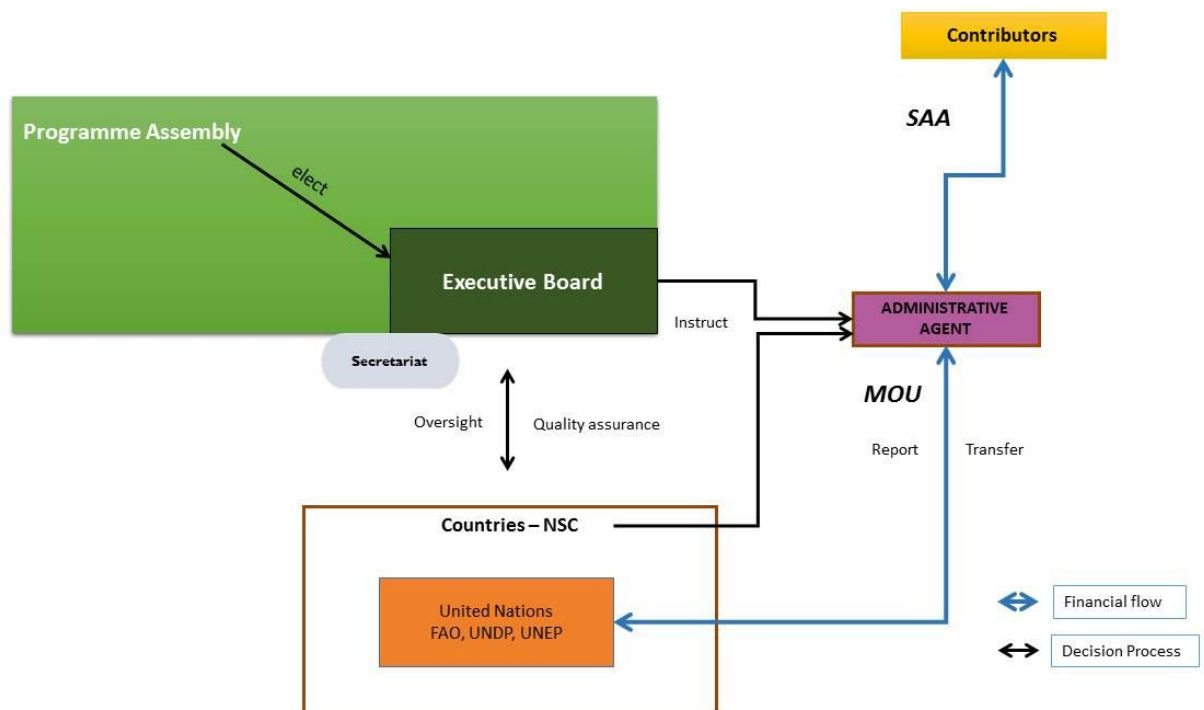 Contributors
SAA
Programme Assembly
elect
Executive Board
Instruct
ADMINISTRATIVE
AGENT
Secretariat
MOU
Oversight
Quality assurance
Report
Transfer
Countries – NSC
United Nations
FAO, UNDP, UNEP
Financial flow
Decision Process